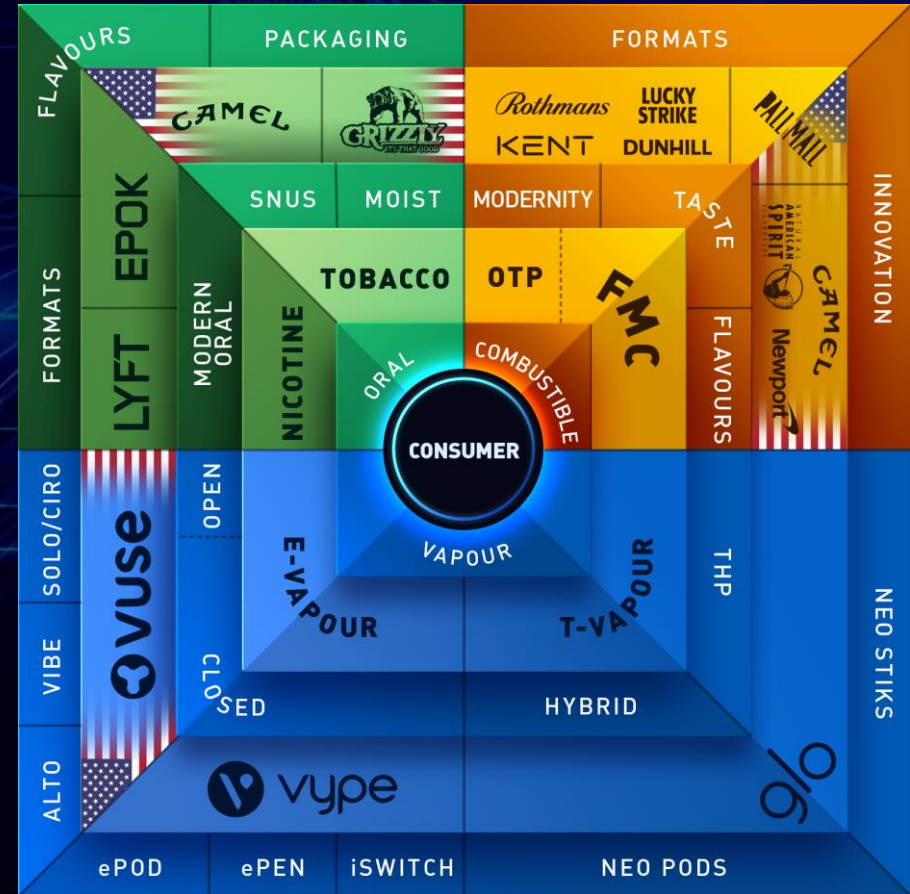 FLAVOURS
PACKAGING
FORMATS
CAMEL
GRIZZLY
IT'S THAT GOOD
Rothmans
LUCKY
STRIKE
KENT
DUNHILL
PALL MALL
INNOVATION
SNUS
MOIST
MODERNITY
TASTE
EPOK
NATURAL
AMERICAN
SPIRIT
CAMEL
Newport
FORMATS
LYFT
MODERN
ORAL
NICOTINE
TOBACCO
OTP
FMC
FLAVOURS
ORAL
COMBUSTIBLE
CONSUMER
VAPOUR
SOLO/CIRO
VIBE
ALTO
VUSE
OPEN
CLOSED
E-VAPOUR
T-VAPOUR
THP
HYBRID
NEO STIKS
vype
glo
ePOD
ePEN
iSWITCH
NEO PODS